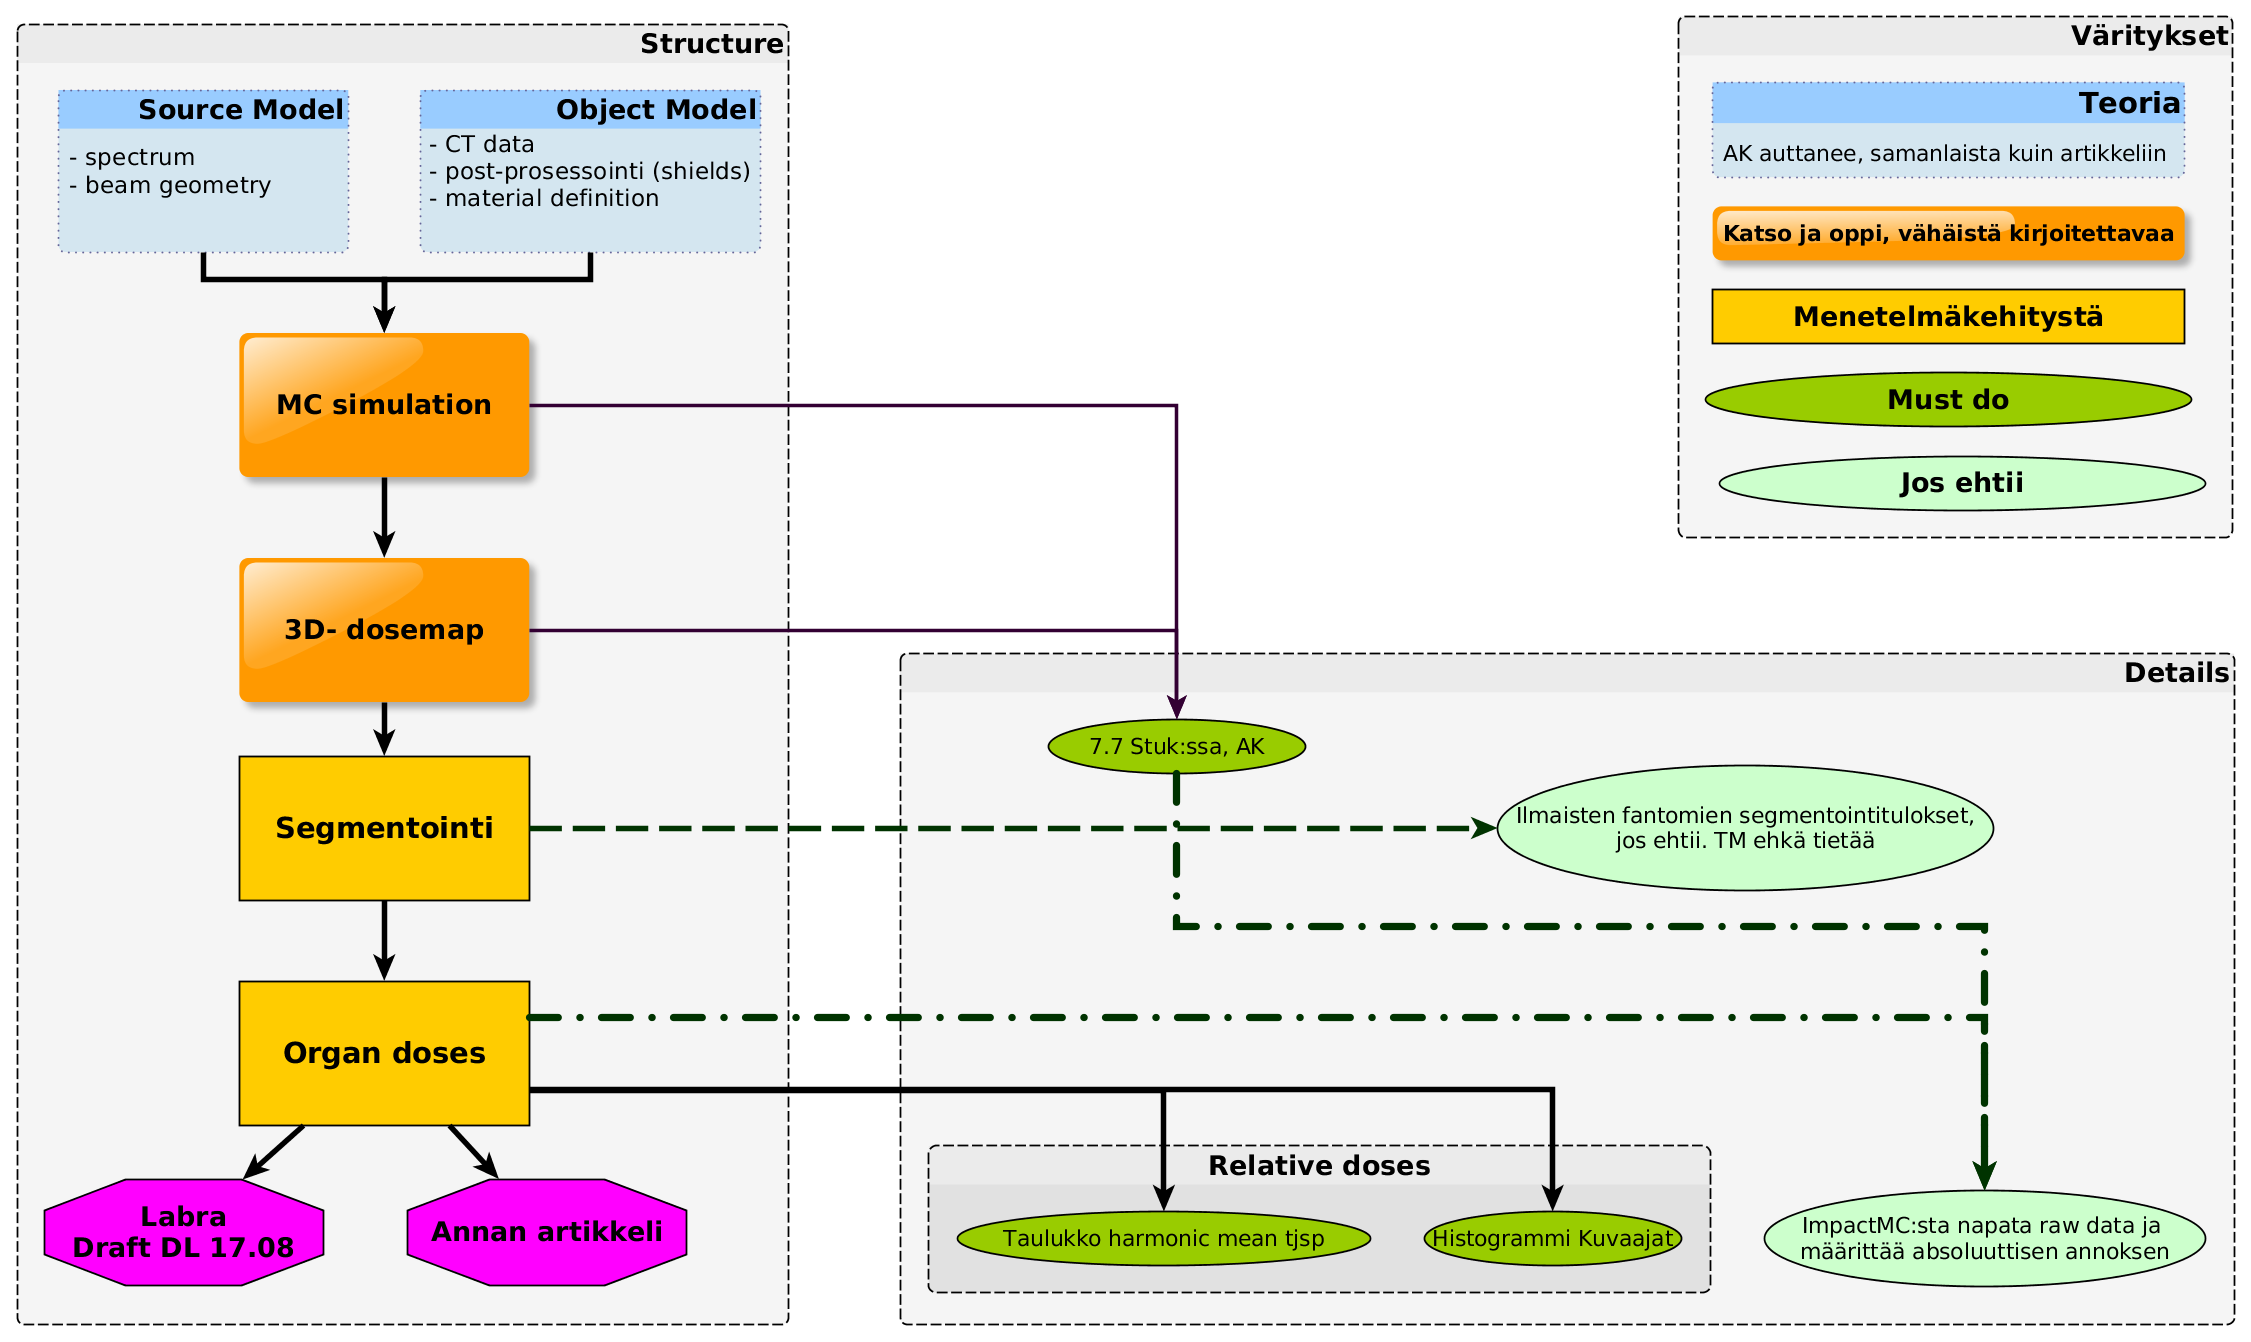 Structure
Source Model
- spectrum
- beam geometry
Object Model
- CT data
- post-prosessointi (shields)
- material definition
MC simulation
3D- dosemap
Segmentointi
Organ doses
Labra
Draft DL 17.08
Annan artikkeli
Väritykset
Teoria
AK auttanee, samanlaista kuin artikkeliin
Katso ja oppi, vähäistä kirjoitettavaa
Menetelmäkehitystä
Must do
Jos ehtii
Details
7.7 Stuk:ssa, AK
Ilmaisten fantomien segmentointitulokset,
jos ehtii. TM ehkä tietää
Relative doses
Taulukko harmonic mean tjsp
Histogrammi Kuvaajat
ImpactMC:sta napata raw data ja
määrittää absoluuttisen annoksen